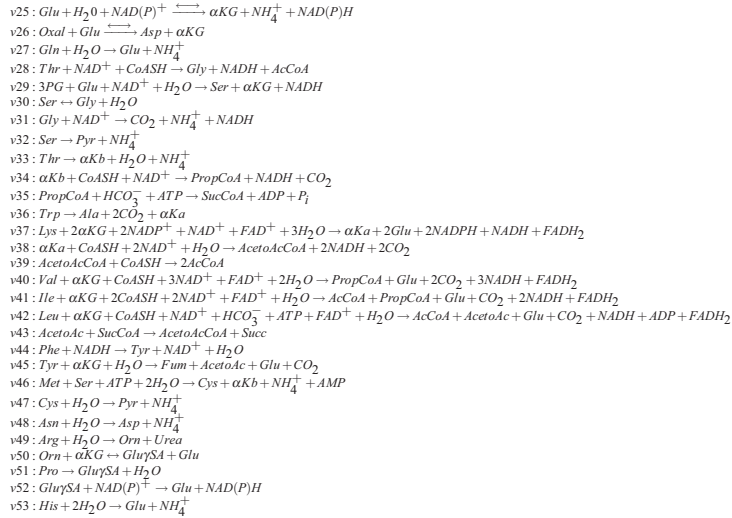 v25 : Glu + H₂0 + NAD(P)⁺ ⟷ αKG + NH₄⁺ + NAD(P)H
v26 : Oxal + Glu ⟷ Asp + αKG
v27 : Gln + H₂O → Glu + NH₄⁺
v28 : Thr + NAD⁺ + CoASH → Gly + NADH + AcCoA
v29 : 3PG + Glu + NAD⁺ + H₂O → Ser + αKG + NADH
v30 : Ser ↔ Gly + H₂O
v31 : Gly + NAD⁺ → CO₂ + NH₄⁺ + NADH
v32 : Ser → Pyr + NH₄⁺
v33 : Thr → αKb + H₂O + NH₄⁺
v34 : αKb + CoASH + NAD⁺ → PropCoA + NADH + CO₂
v35 : PropCoA + HCO₃⁻ + ATP → SucCoA + ADP + Pᵢ
v36 : Trp → Ala + 2CO₂ + αKa
v37 : Lys + 2αKG + 2NADP⁺ + NAD⁺ + FAD⁺ + 3H₂O → αKa + 2Glu + 2NADPH + NADH + FADH₂
v38 : αKa + CoASH + 2NAD⁺ + H₂O → AcetoAcCoA + 2NADH + 2CO₂
v39 : AcetoAcCoA + CoASH → 2AcCoA
v40 : Val + αKG + CoASH + 3NAD⁺ + FAD⁺ + 2H₂O → PropCoA + Glu + 2CO₂ + 3NADH + FADH₂
v41 : Ile + αKG + 2CoASH + 2NAD⁺ + FAD⁺ + H₂O → AcCoA + PropCoA + Glu + CO₂ + 2NADH + FADH₂
v42 : Leu + αKG + CoASH + NAD⁺ + HCO₃⁻ + ATP + FAD⁺ + H₂O → AcCoA + AcetoAc + Glu + CO₂ + NADH + ADP + FADH₂
v43 : AcetoAc + SucCoA → AcetoAcCoA + Succ
v44 : Phe + NADH → Tyr + NAD⁺ + H₂O
v45 : Tyr + αKG + H₂O → Fum + AcetoAc + Glu + CO₂
v46 : Met + Ser + ATP + 2H₂O → Cys + αKb + NH₄⁺ + AMP
v47 : Cys + H₂O → Pyr + NH₄⁺
v48 : Asn + H₂O → Asp + NH₄⁺
v49 : Arg + H₂O → Orn + Urea
v50 : Orn + αKG ↔ GluγSA + Glu
v51 : Pro → GluγSA + H₂O
v52 : GluγSA + NAD(P)⁺ → Glu + NAD(P)H
v53 : His + 2H₂O → Glu + NH₄⁺